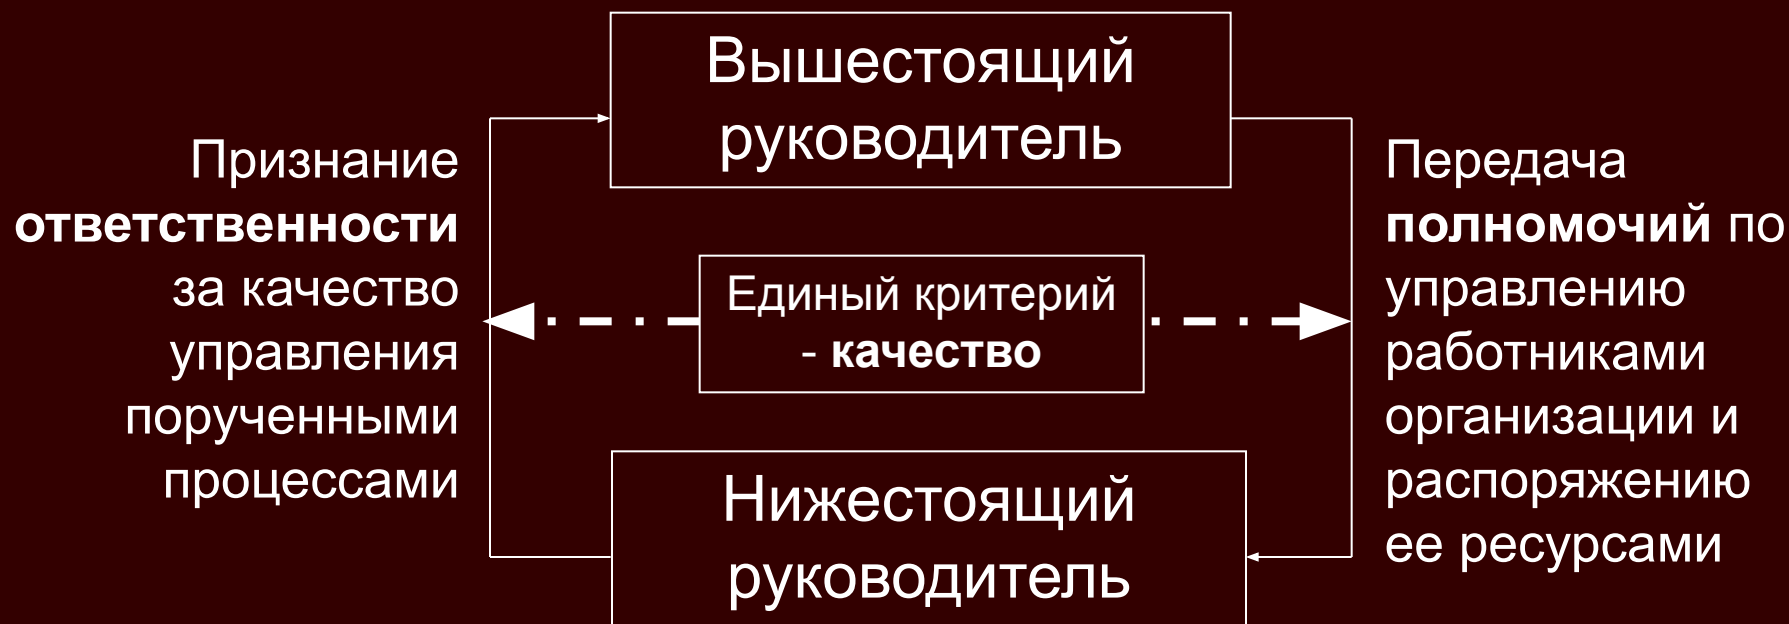 Вышестоящий
руководитель
Признание
ответственности
за качество
управления
порученными
процессами
Единый критерий
- качество
Передача
полномочий по
управлению
работниками
организации и
распоряжению
ее ресурсами
Нижестоящий
руководитель